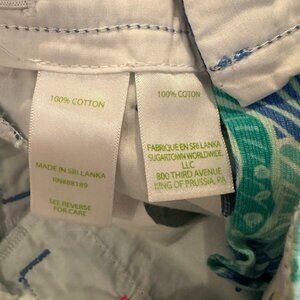 100% COTTON
MADE IN SRI LANKA
RN#88189
SEE REVERSE
FOR CARE
100% COTTON
FABRIQUE EN SRI LANKA
SUGARTOWN WORLDWIDE,
LLC
800 THIRD AVENUE
KING OF PRUSSIA, PA